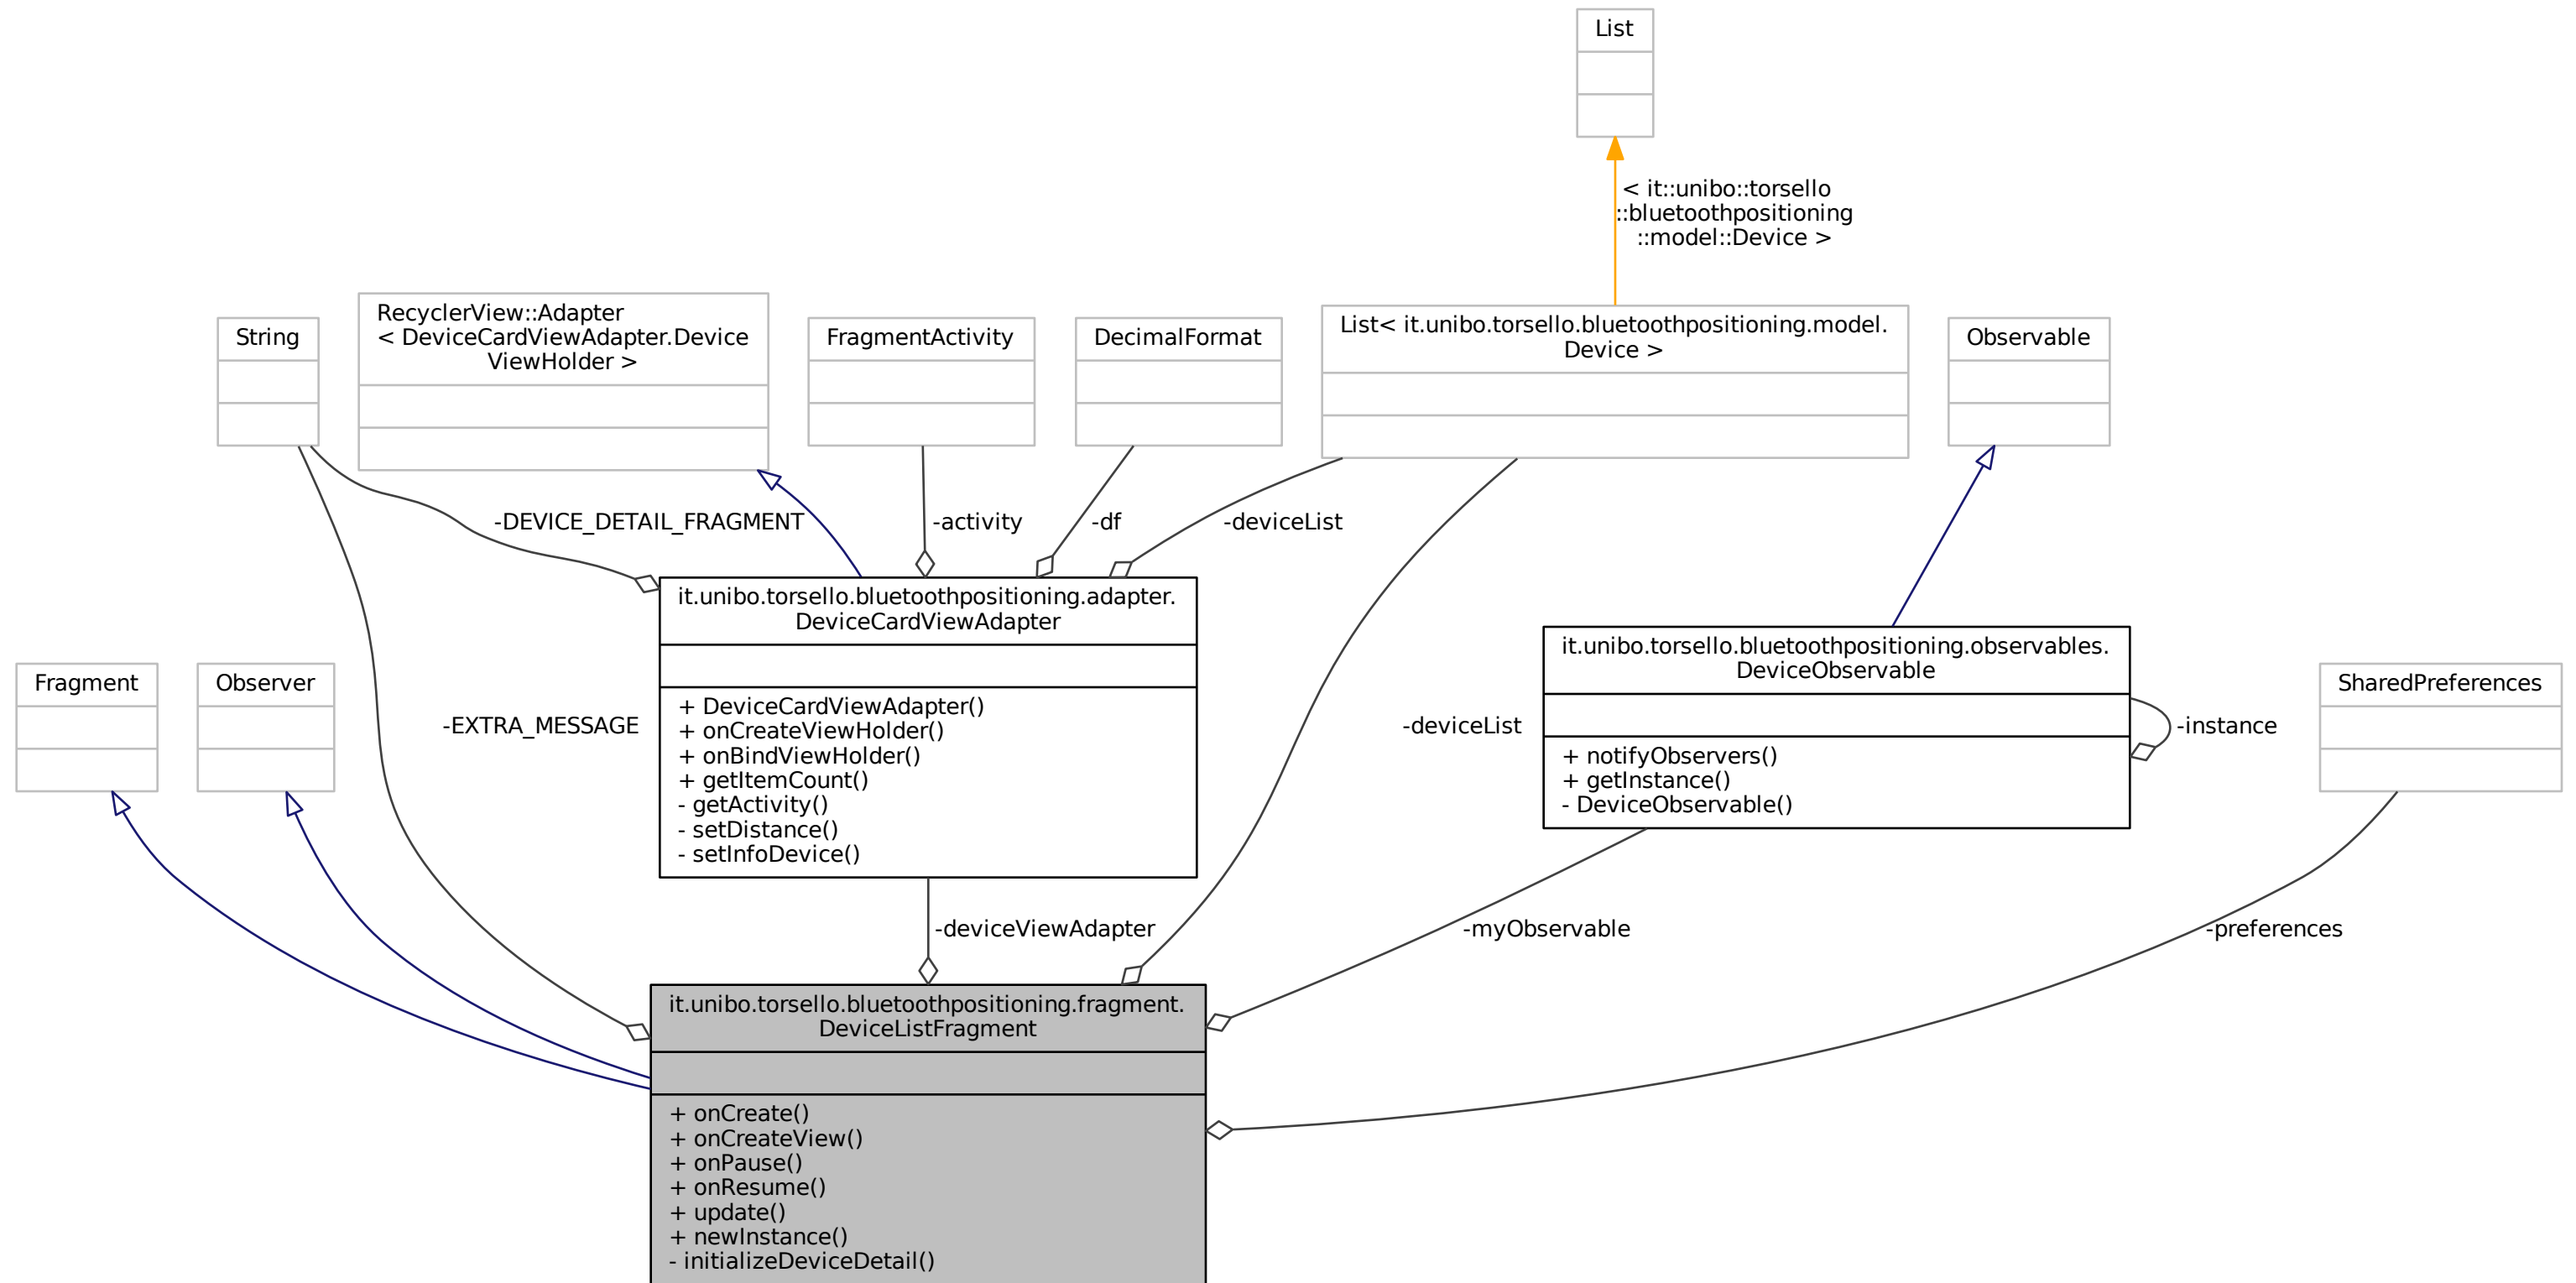 List
< it::unibo::torsello
::bluetoothpositioning
::model::Device >
String
RecyclerView::Adapter
< DeviceCardViewAdapter.Device
ViewHolder >
FragmentActivity
DecimalFormat
List< it.unibo.torsello.bluetoothpositioning.model.
Device >
Observable
-DEVICE_DETAIL_FRAGMENT
-activity
-df
-deviceList
it.unibo.torsello.bluetoothpositioning.adapter.
DeviceCardViewAdapter
+ DeviceCardViewAdapter()
+ onCreateViewHolder()
+ onBindViewHolder()
+ getItemCount()
- getActivity()
- setDistance()
- setInfoDevice()
it.unibo.torsello.bluetoothpositioning.observables.
DeviceObservable
+ notifyObservers()
+ getInstance()
- DeviceObservable()
-instance
Fragment
Observer
SharedPreferences
-EXTRA_MESSAGE
-deviceList
-deviceViewAdapter
-myObservable
-preferences
it.unibo.torsello.bluetoothpositioning.fragment.
DeviceListFragment
+ onCreate()
+ onCreateView()
+ onPause()
+ onResume()
+ update()
+ newInstance()
- initializeDeviceDetail()